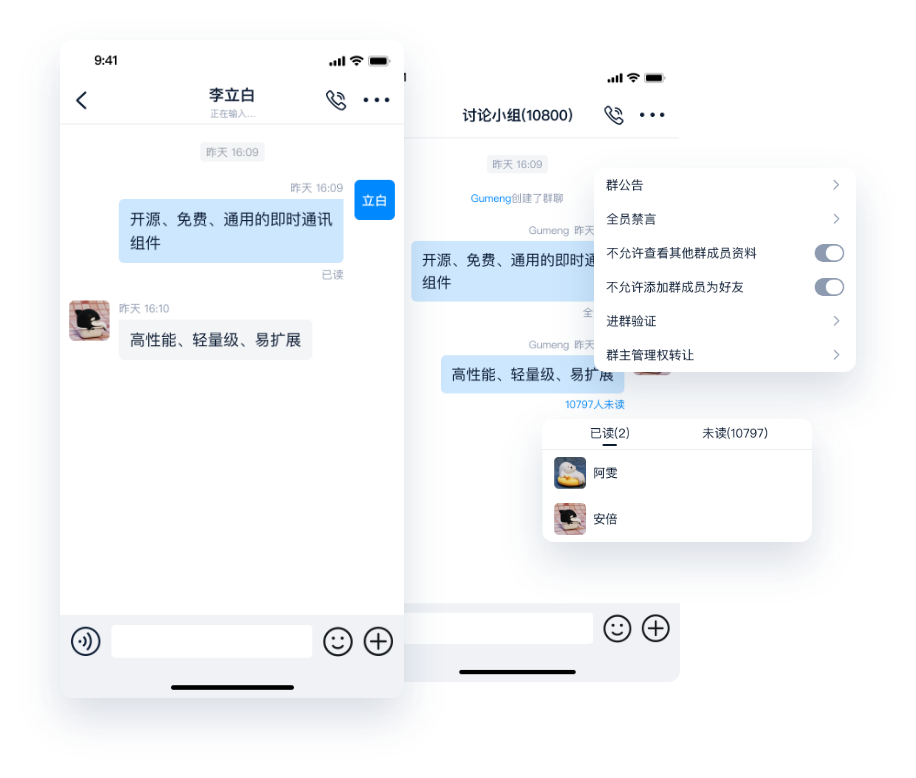 9:41
李立白
正在输入...
昨天 16:09
昨天 16:09
立白
开源、免费、通用的即时通讯
组件
已读
昨天 16:10
高性能、轻量级、易扩展
讨论小组(10800)
昨天 16:09
Gumeng创建了群聊
Gumeng 昨天
开源、免费、通用的即时通
组件
全
Gumeng 昨天
高性能、轻量级、易扩展
10797人未读
群公告
全员禁言
不允许查看其他群成员资料
不允许添加群成员为好友
进群验证
群主管理权转让
已读(2)
未读(10797)
阿雯
安倍